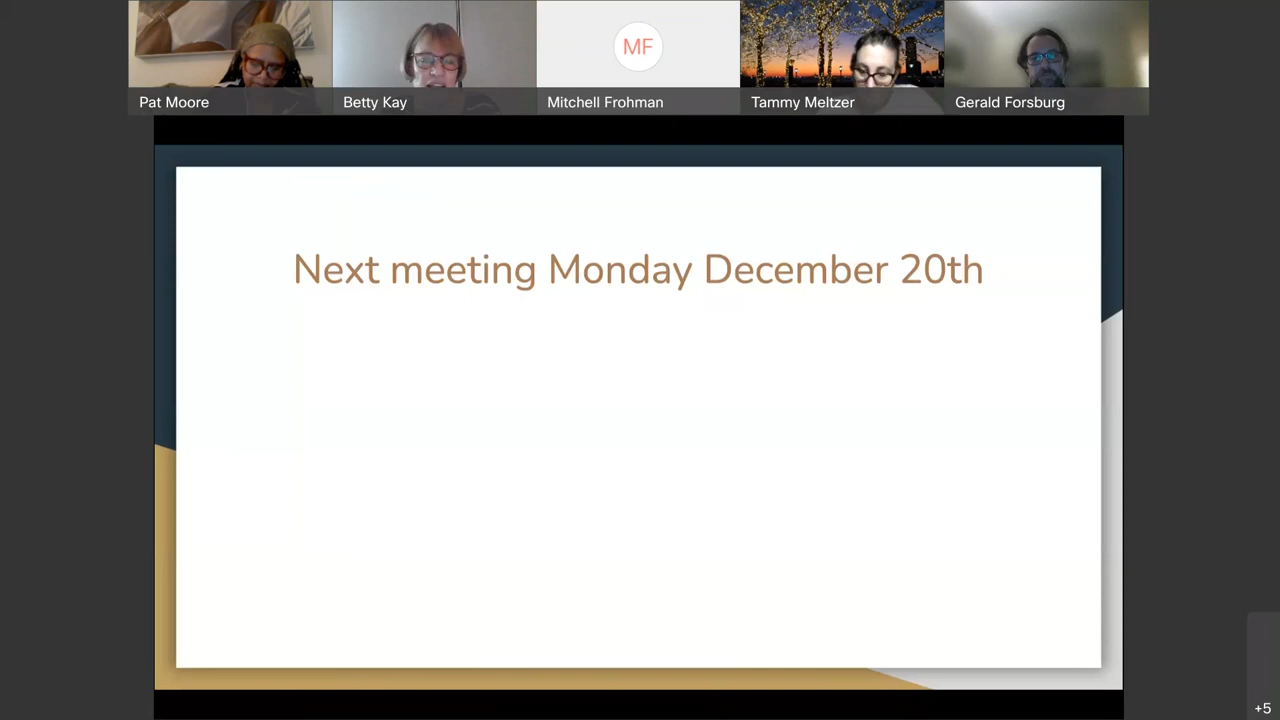 MF
Pat Moore
Betty Kay
Mitchell Frohman
Tammy Meltzer
Gerald Forsburg
Next meeting Monday December 20th
+5